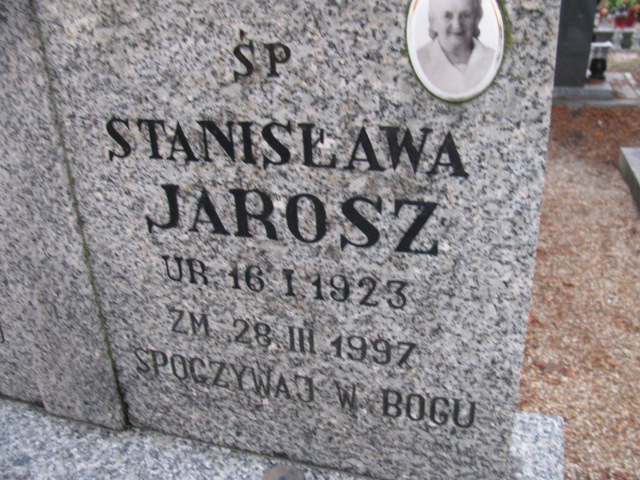 ŚP
STANISŁAWA
JAROSZ
UR 16 I 1923
ZM 28 III 1997
SPOCZYWAJ W BOGU